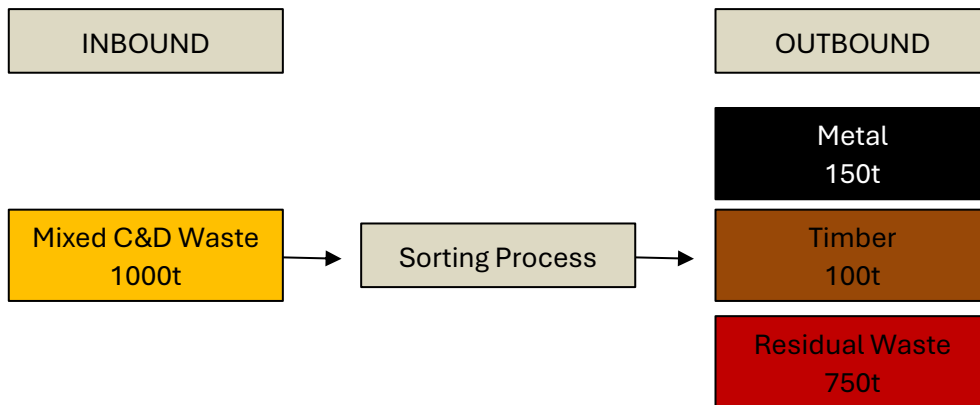 INBOUND
OUTBOUND
Metal
150t
Mixed C&D Waste
1000t
Sorting Process
Timber
100t
Residual Waste
750t